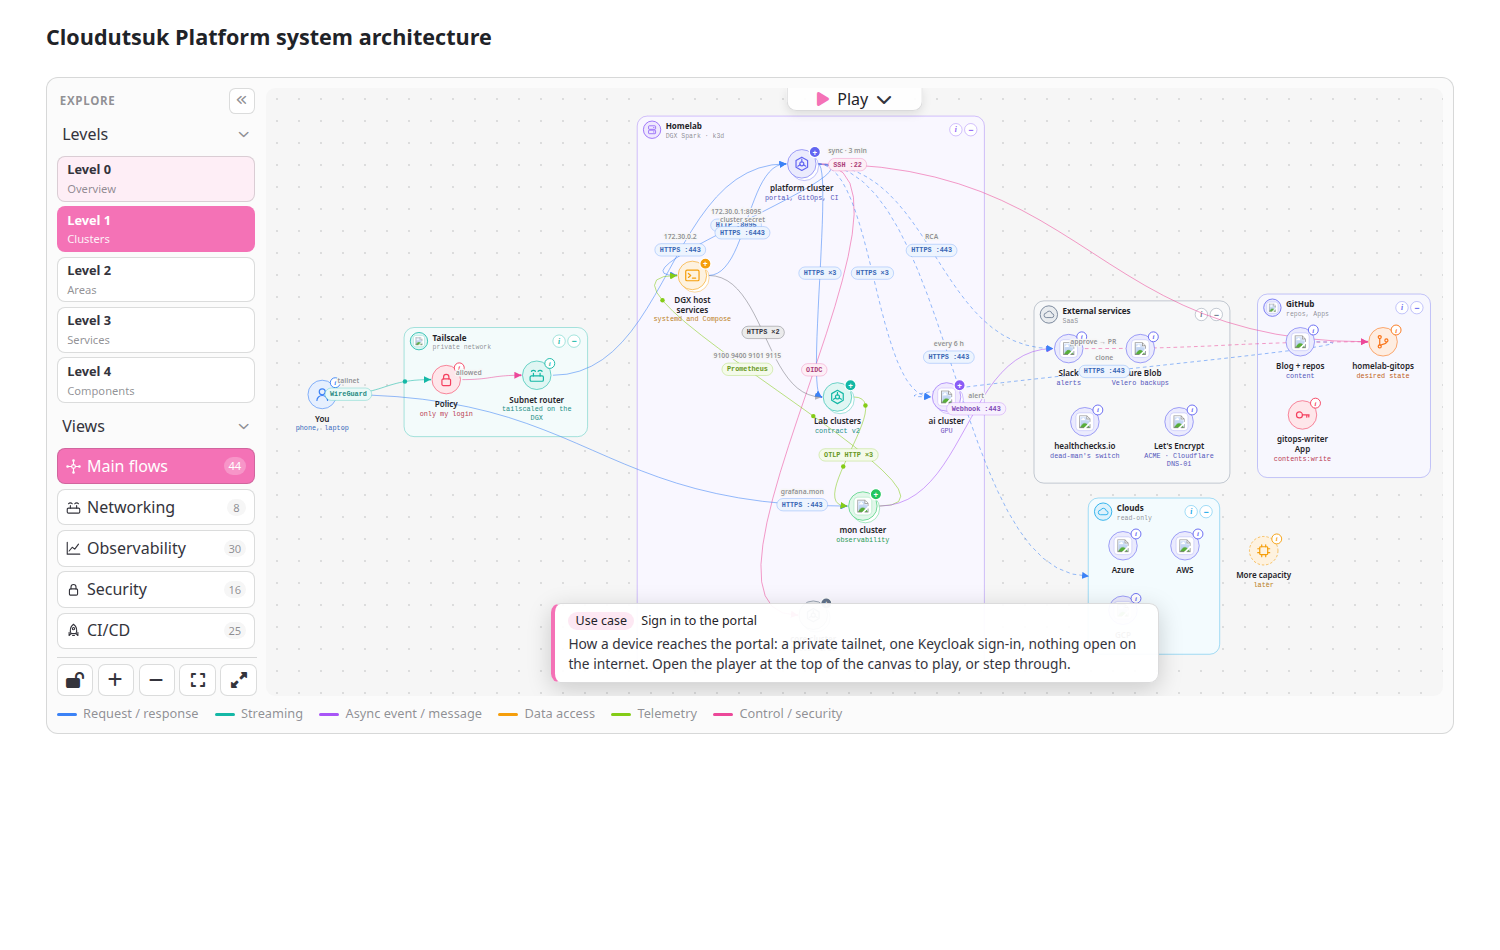 Cloudutsuk Platform system architecture
EXPLORE
Levels
Level 0
Overview
Level 1
Clusters
Level 2
Areas
Level 3
Services
Level 4
Components
Views
Main flows 44
Networking 8
Observability 30
Security 16
CI/CD 25
Play
Homelab
DGX Spark · k3d
sync · 3 min
SSH :22
platform cluster
portal, GitOps, CI
172.30.0.1:8095
cluster secret
HTTPS :6443
172.30.0.2
HTTPS :443
RCA
HTTPS :443
HTTPS ×3
HTTPS ×3
DGX host
services
systemd and Compose
HTTPS ×2
9100 9400 9101 9115
Prometheus
OIDC
every 6 h
HTTPS :443
Lab clusters
contract v2
ai cluster
GPU
alert
Webhook :443
OTLP HTTP ×3
grafana.mon
HTTPS :443
mon cluster
observability
Tailscale
private network
tailnet
WireGuard
You
phone, laptop
allowed
Policy
only my login
Subnet router
tailscaled on the
DGX
External services
SaaS
approve → PR
clone
HTTPS :443
Slack
alerts
ure Blob
Velero backups
healthchecks.io
dead-man's switch
Let's Encrypt
ACME · Cloudflare
DNS-01
GitHub
repos, Apps
Blog + repos
content
homelab-gitops
desired state
gitops-writer
App
contents:write
Clouds
read-only
Azure
AWS
More capacity
later
Use case Sign in to the portal
How a device reaches the portal: a private tailnet, one Keycloak sign-in, nothing open on
the internet. Open the player at the top of the canvas to play, or step through.
Request / response
Streaming
Async event / message
Data access
Telemetry
Control / security